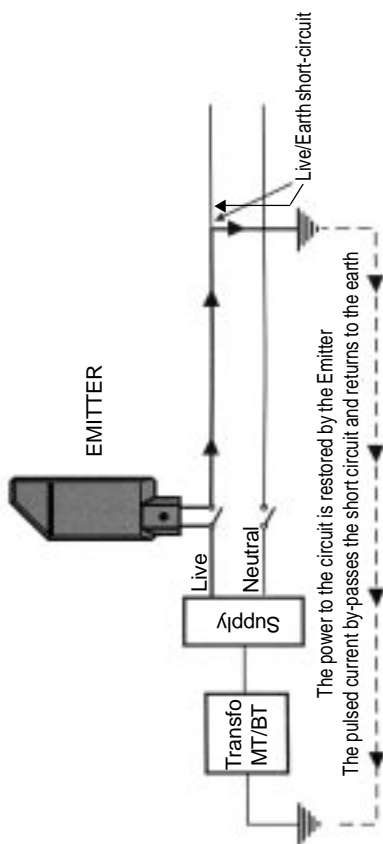 EMITTER
Live
Neutral
Supply
Transfo
MT/BT
Live/Earth short-circuit
The power to the circuit is restored by the Emitter
The pulsed current by-passes the short circuit and returns to the earth